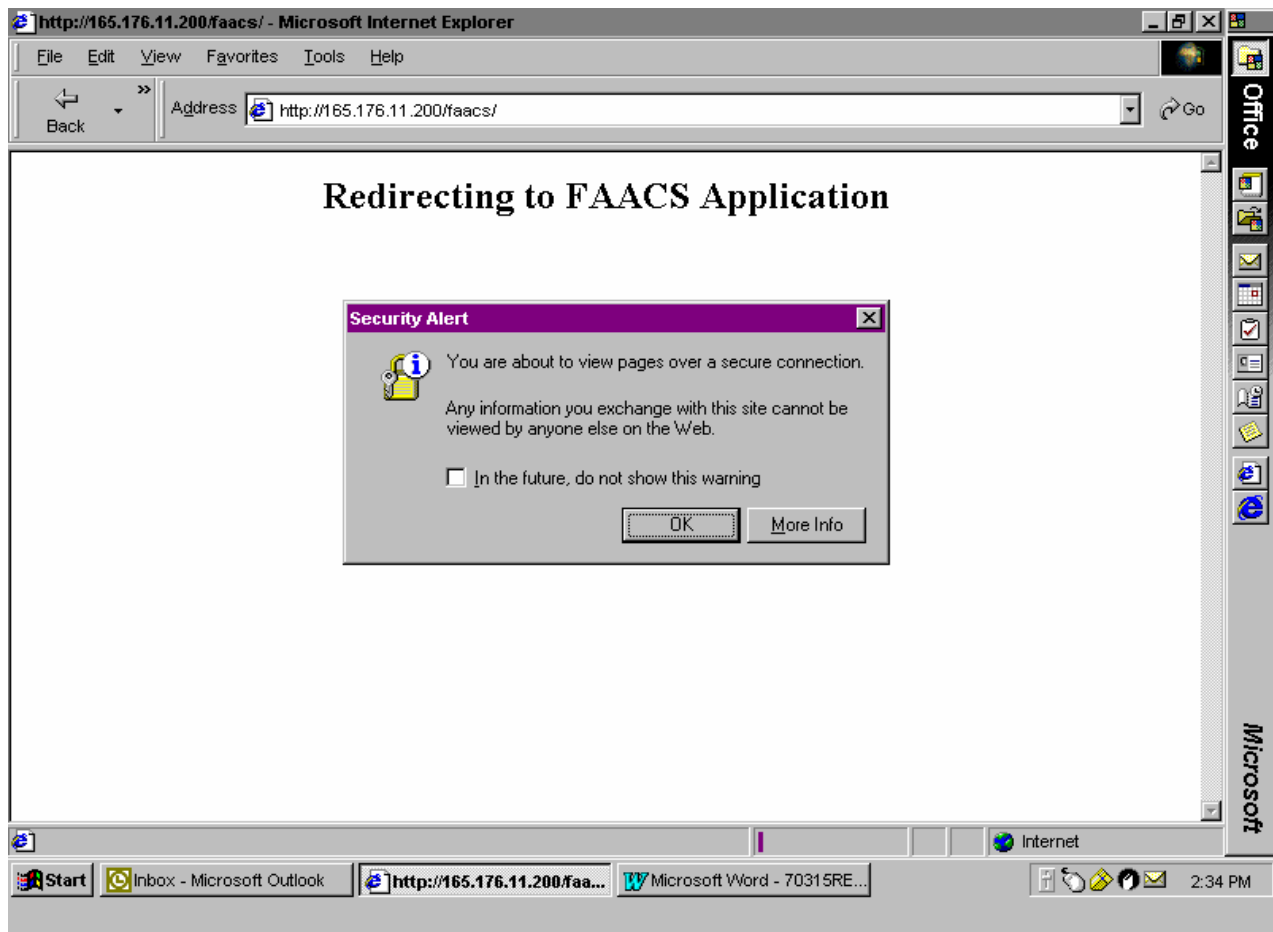 http://165.176.11.200/faacs/ - Microsoft Internet Explorer
File Edit View Favorites Tools Help
Back » Address http://165.176.11.200/faacs/ Go
Office
Redirecting to FAACS Application
Security Alert
You are about to view pages over a secure connection.
Any information you exchange with this site cannot be
viewed by anyone else on the Web.
In the future, do not show this warning
OK More Info
Microsoft
Internet
Start Inbox - Microsoft Outlook http://165.176.11.200/faa... Microsoft Word - 70315RE... 2:34 PM